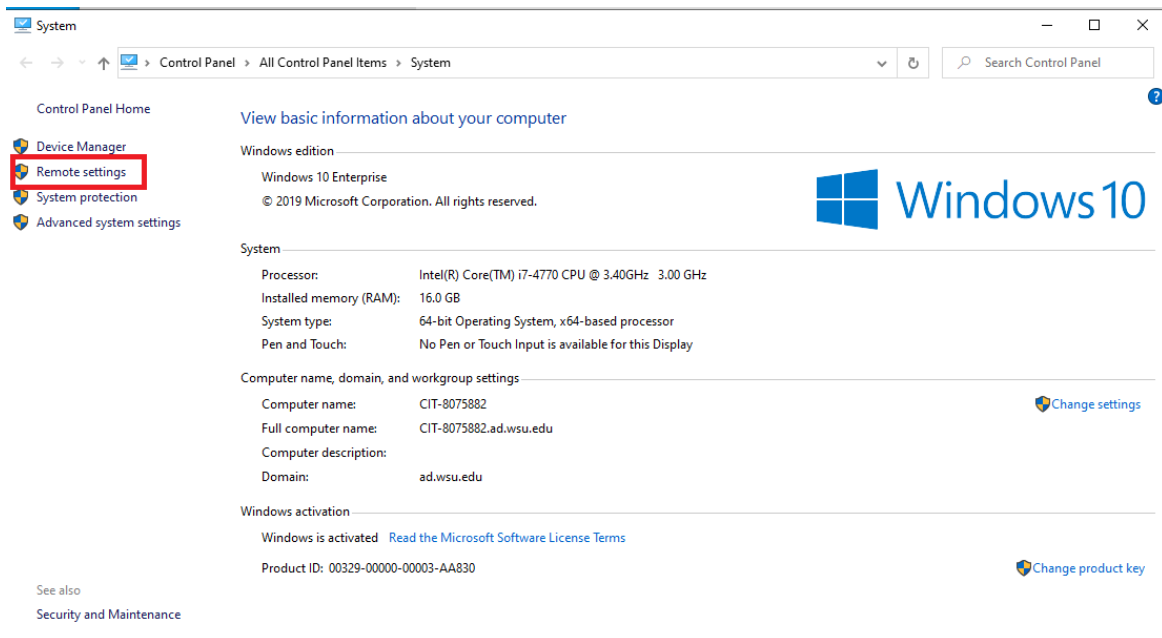 System
Control Panel > All Control Panel Items > System
Search Control Panel
Control Panel Home
Device Manager
Remote settings
System protection
Advanced system settings
?
View basic information about your computer
Windows edition
Windows 10 Enterprise
© 2019 Microsoft Corporation. All rights reserved.
Windows 10
System
Processor: Intel(R) Core(TM) i7-4770 CPU @ 3.40GHz 3.00 GHz
Installed memory (RAM): 16.0 GB
System type: 64-bit Operating System, x64-based processor
Pen and Touch: No Pen or Touch Input is available for this Display
Computer name, domain, and workgroup settings
Computer name: CIT-8075882
Change settings
Full computer name: CIT-8075882.ad.wsu.edu
Computer description:
Domain: ad.wsu.edu
Windows activation
Windows is activated Read the Microsoft Software License Terms
Product ID: 00329-00000-00003-AA830
Change product key
See also
Security and Maintenance